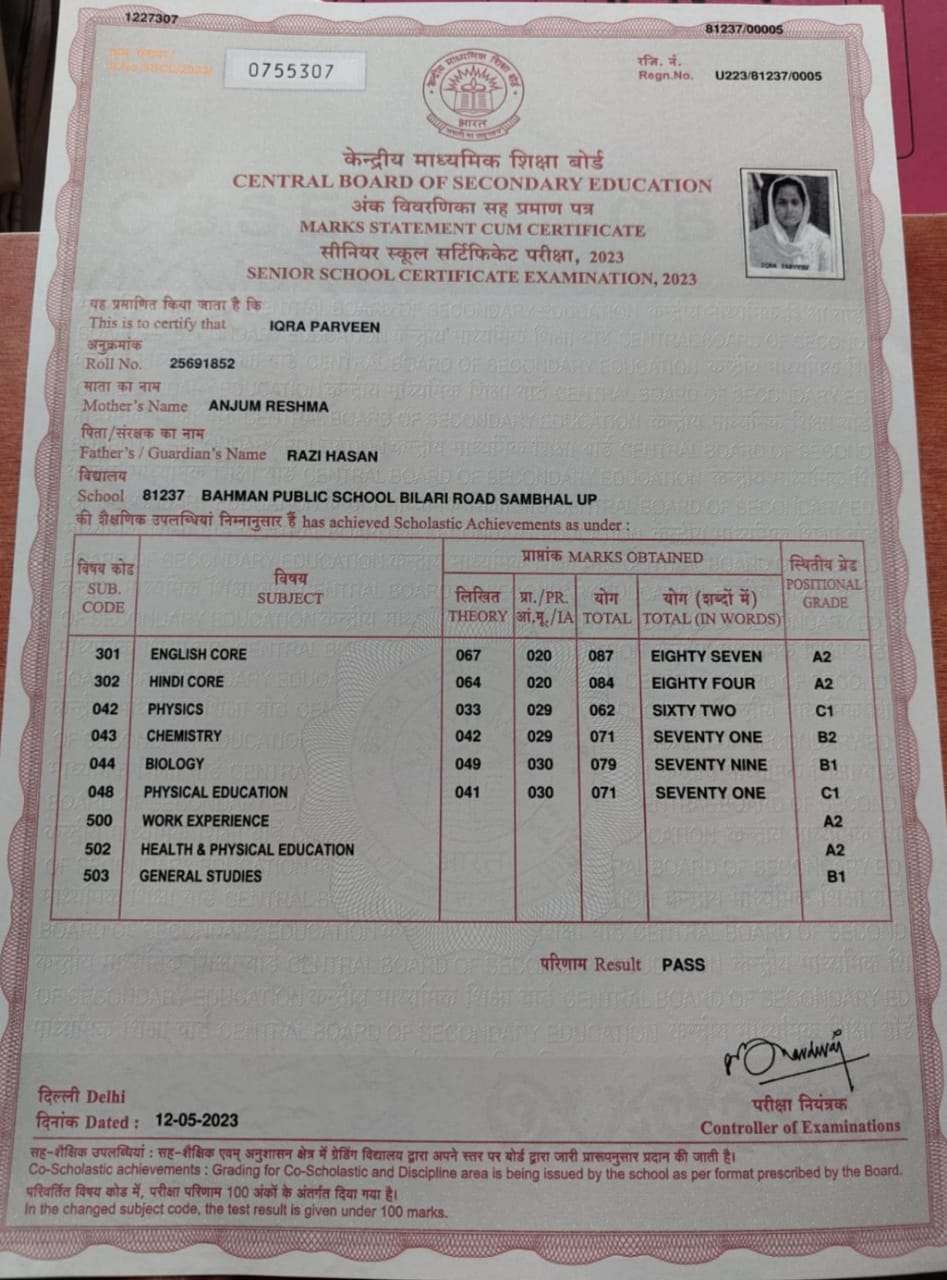 1227307
81237/00005
0755307
रजि. नं.
Regn.No. U223/81237/0005
भारत
केन्द्रीय माध्यमिक शिक्षा बोर्ड
CENTRAL BOARD OF SECONDARY EDUCATION
अंक विवरणिका सह प्रमाण पत्र
MARKS STATEMENT CUM CERTIFICATE
सीनियर स्कूल सर्टिफिकेट परीक्षा, 2023
SENIOR SCHOOL CERTIFICATE EXAMINATION, 2023
IQRA PARVEEN
यह प्रमाणित किया जाता है कि
This is to certify that IQRA PARVEEN
अनुक्रमांक
Roll No. 25691852
माता का नाम
Mother's Name ANJUM RESHMA
पिता/संरक्षक का नाम
Father's / Guardian's Name RAZI HASAN
विद्यालय
School 81237 BAHMAN PUBLIC SCHOOL BILARI ROAD SAMBHAL UP
की शैक्षणिक उपलब्धियां निम्नानुसार हैं has achieved Scholastic Achievements as under :
विषय कोड SUB. CODE
विषय SUBJECT
प्राप्तांक MARKS OBTAINED
स्थितीय ग्रेड POSITIONAL GRADE
लिखित THEORY
प्रा./PR. आं.मू./IA
योग TOTAL
योग (शब्दों में) TOTAL (IN WORDS)
301 ENGLISH CORE 067 020 087 EIGHTY SEVEN A2
302 HINDI CORE 064 020 084 EIGHTY FOUR A2
042 PHYSICS 033 029 062 SIXTY TWO C1
043 CHEMISTRY 042 029 071 SEVENTY ONE B2
044 BIOLOGY 049 030 079 SEVENTY NINE B1
048 PHYSICAL EDUCATION 041 030 071 SEVENTY ONE C1
500 WORK EXPERIENCE A2
502 HEALTH & PHYSICAL EDUCATION A2
503 GENERAL STUDIES B1
परिणाम Result PASS
दिल्ली Delhi
दिनांक Dated : 12-05-2023
परीक्षा नियंत्रक
Controller of Examinations
सह-शैक्षिक उपलब्धियां : सह-शैक्षिक एवम् अनुशासन क्षेत्र में ग्रेडिंग विद्यालय द्वारा अपने स्तर पर बोर्ड द्वारा जारी प्रारूपनुसार प्रदान की जाती है।
Co-Scholastic achievements : Grading for Co-Scholastic and Discipline area is being issued by the school as per format prescribed by the Board.
परिवर्तित विषय कोड में, परीक्षा परिणाम 100 अंकों के अंतर्गत दिया गया है।
In the changed subject code, the test result is given under 100 marks.